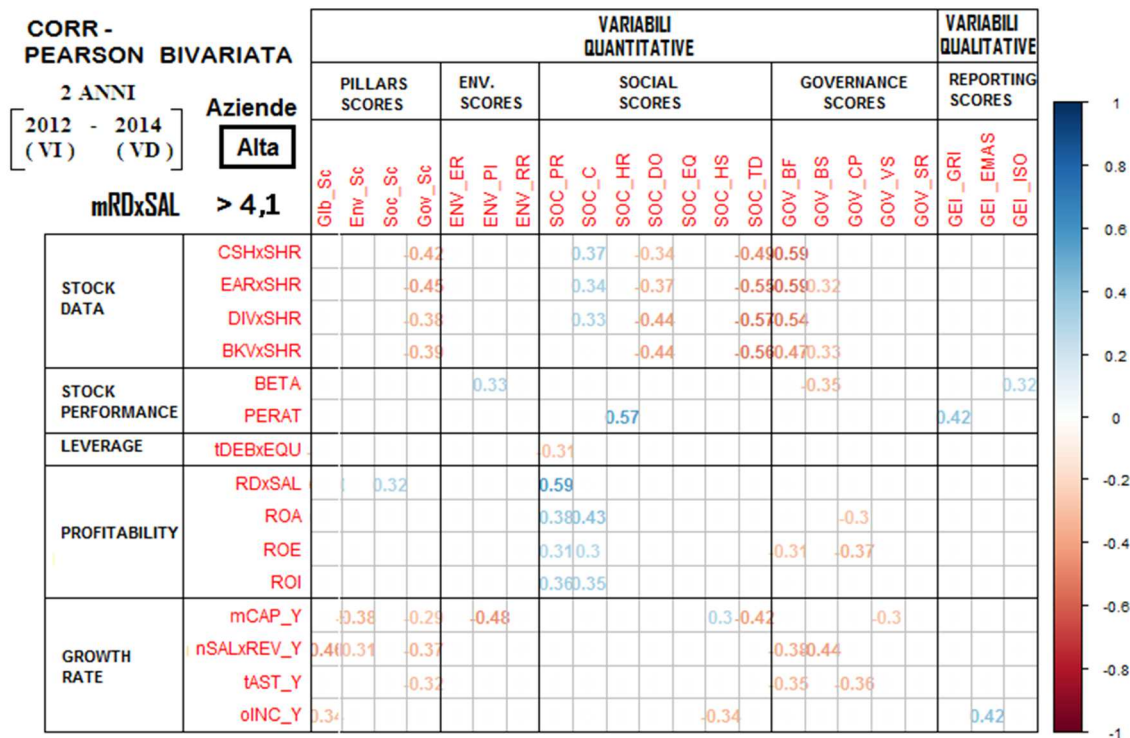 CORR -
PEARSON BIVARIATA
2 ANNI
2012 - 2014
( VI ) ( VD )
Aziende
Alta
mRDxSAL > 4,1
VARIABILI
QUANTITATIVE
VARIABILI
QUALITATIVE
PILLARS
SCORES
ENV.
SCORES
SOCIAL
SCORES
GOVERNANCE
SCORES
REPORTING
SCORES
Glb_Sc Env_Sc Soc_Sc Gov_Sc ENV_ER ENV_PI ENV_RR SOC_PR SOC_C SOC_HR SOC_DO SOC_EQ SOC_HS SOC_TD GOV_BF GOV_BS GOV_CP GOV_VS GOV_SR GEI_GRI GEI_EMAS GEI_ISO
STOCK
DATA
CSHxSHR -0.42 0.37 -0.34 -0.49 0.59
EARxSHR -0.45 0.34 -0.37 -0.55 0.59 0.32
DIVxSHR -0.38 0.33 -0.44 -0.57 0.54
BKVxSHR -0.39 -0.44 -0.56 0.47 0.33
STOCK
PERFORMANCE
BETA 0.33 -0.35 0.32
PERAT 0.57 0.42
LEVERAGE
tDEBxEQU -0.31
PROFITABILITY
RDxSAL 0.32 0.59
ROA 0.38 0.43 -0.3
ROE 0.31 0.3 -0.31 -0.37
ROI 0.36 0.35
GROWTH
RATE
mCAP_Y -0.38 -0.29 -0.48 0.3 -0.42 -0.3
nSALxREV_Y 0.46 0.31 -0.37 -0.38 0.44
tAST_Y -0.32 -0.35 -0.36
oINC_Y 0.34 -0.34 0.42
1
0.8
0.6
0.4
0.2
0
-0.2
-0.4
-0.6
-0.8
-1